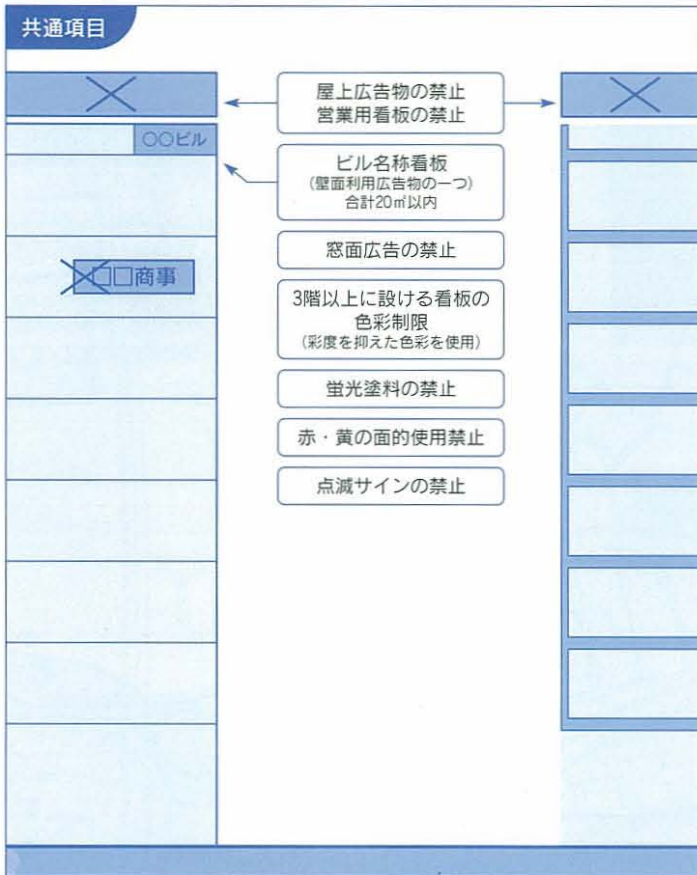 共通項目
屋上広告物の禁止
営業用看板の禁止
〇〇ビル
ビル名称看板
(壁面利用広告物の一つ)
合計20㎡以内
窓面広告の禁止
□□商事
3階以上に設ける看板の
色彩制限
(彩度を抑えた色彩を使用)
蛍光塗料の禁止
赤・黄の面的使用禁止
点滅サインの禁止